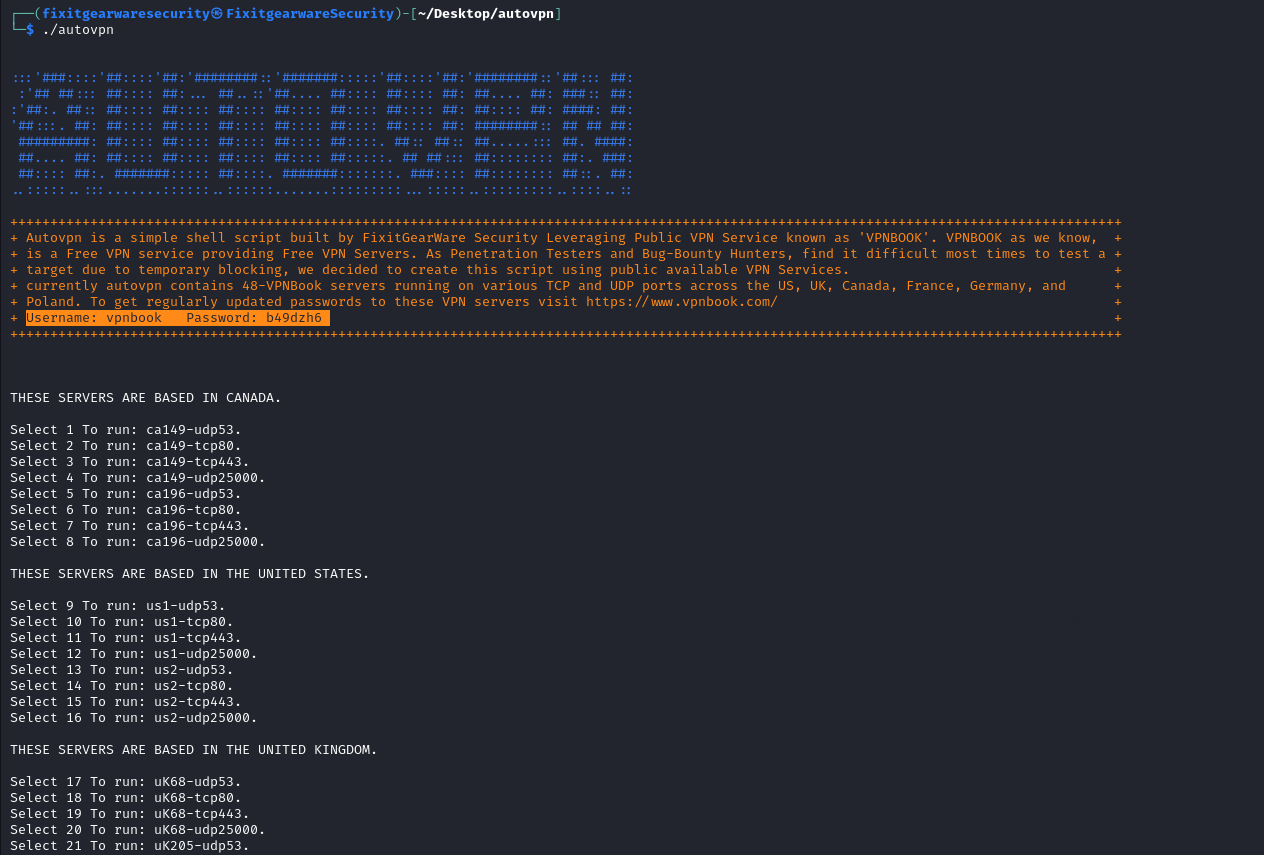 ┌──(fixitgearwaresecurity㉿FixitgearwareSecurity)-[~/Desktop/autovpn]
└─$ ./autovpn
:::'###::::'##::::'##:'########::'#######:::::'##::::'##:'########::'##::: ##:
:'## ##::: ##:::: ##:... ##..::'##.... ##:::: ##:::: ##: ##.... ##: ###:: ##:
:'##:. ##:: ##:::: ##:::: ##:::: ##:::: ##:::: ##:::: ##: ##:::: ##: ####: ##:
'##:::. ##: ##:::: ##:::: ##:::: ##:::: ##:::: ##:::: ##: ########:: ## ## ##:
#########: ##:::: ##:::: ##:::: ##:::: ##::::. ##:: ##:: ##.....::: ##. ####:
##.... ##: ##:::: ##:::: ##:::: ##:::: ##:::::. ## ##::: ##:::::::: ##:. ###:
##:::: ##:. #######::::: ##::::. #######:::::::. ###:::: ##:::::::: ##::. ##:
..:::::..:::.......::::::..::::::.......:::::::::...:::::..::::::::::..::::..::
+++++++++++++++++++++++++++++++++++++++++++++++++++++++++++++++++++++++++++++++++++++++++++++++++++++++++++++++++++++++++++++++++++++++++++
+ Autovpn is a simple shell script built by FixitGearWare Security Leveraging Public VPN Service known as 'VPNBOOK'. VPNBOOK as we know, +
+ is a Free VPN service providing Free VPN Servers. As Penetration Testers and Bug-Bounty Hunters, find it difficult most times to test a +
+ target due to temporary blocking, we decided to create this script using public available VPN Services. +
+ currently autovpn contains 48-VPNBook servers running on various TCP and UDP ports across the US, UK, Canada, France, Germany, and +
+ Poland. To get regularly updated passwords to these VPN servers visit https://www.vpnbook.com/ +
+ Username: vpnbook Password: b49dzh6 +
+++++++++++++++++++++++++++++++++++++++++++++++++++++++++++++++++++++++++++++++++++++++++++++++++++++++++++++++++++++++++++++++++++++++++++
THESE SERVERS ARE BASED IN CANADA.
Select 1 To run: ca149-udp53.
Select 2 To run: ca149-tcp80.
Select 3 To run: ca149-tcp443.
Select 4 To run: ca149-udp25000.
Select 5 To run: ca196-udp53.
Select 6 To run: ca196-tcp80.
Select 7 To run: ca196-tcp443.
Select 8 To run: ca196-udp25000.
THESE SERVERS ARE BASED IN THE UNITED STATES.
Select 9 To run: us1-udp53.
Select 10 To run: us1-tcp80.
Select 11 To run: us1-tcp443.
Select 12 To run: us1-udp25000.
Select 13 To run: us2-udp53.
Select 14 To run: us2-tcp80.
Select 15 To run: us2-tcp443.
Select 16 To run: us2-udp25000.
THESE SERVERS ARE BASED IN THE UNITED KINGDOM.
Select 17 To run: uK68-udp53.
Select 18 To run: uK68-tcp80.
Select 19 To run: uK68-tcp443.
Select 20 To run: uK68-udp25000.
Select 21 To run: uK205-udp53.